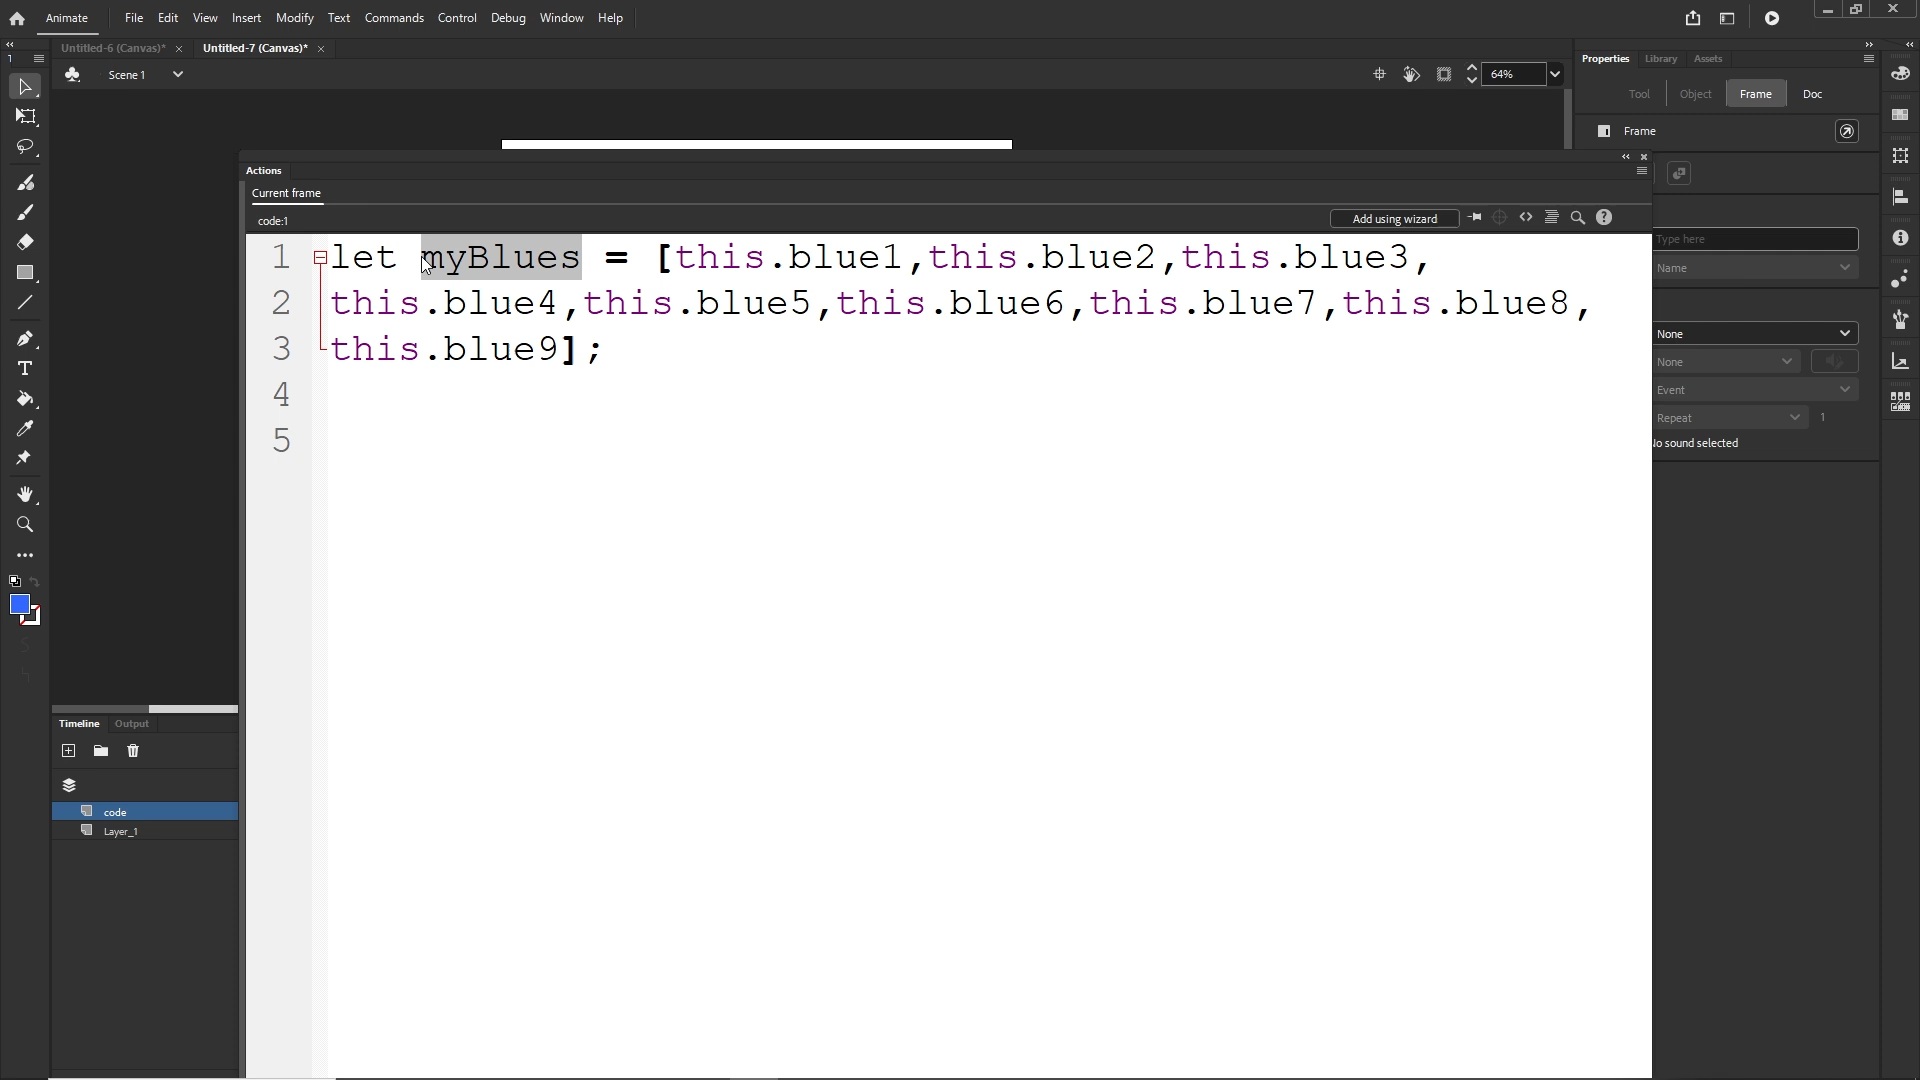 Animate File Edit View Insert Modify Text Commands Control Debug Window Help
Untitled-6 (Canvas)* Untitled-7 (Canvas)*
Scene 1
64%
Properties Library Assets
Tool Object Frame Doc
Frame
Type here
Name
None
None
Event
Repeat 1
No sound selected
Actions
Current frame
code:1
Add using wizard
1 let myBlues = [this.blue1,this.blue2,this.blue3,
2 this.blue4,this.blue5,this.blue6,this.blue7,this.blue8,
3 this.blue9];
4
5
Timeline Output
code
Layer_1